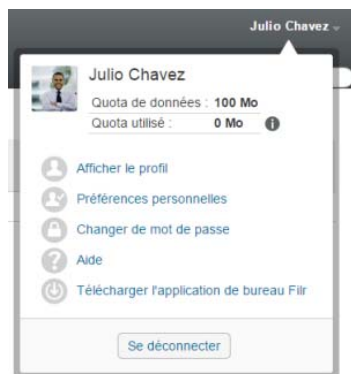 Julio Chavez
Julio Chavez
Quota de données : 100 Mo
Quota utilisé : 0 Mo
Afficher le profil
Préférences personnelles
Changer de mot de passe
Aide
Télécharger l'application de bureau Filr
Se déconnecter